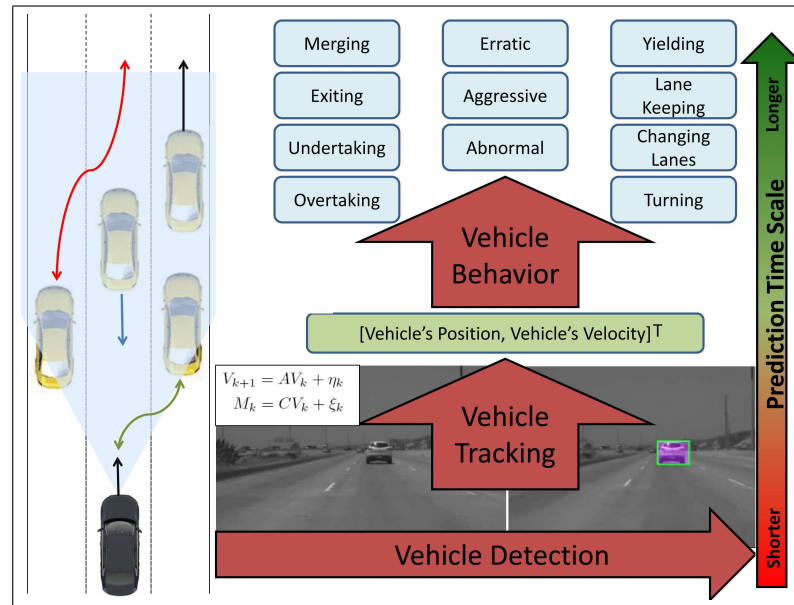 Merging
Erratic
Yielding
Exiting
Aggressive
Lane
Keeping
Undertaking
Abnormal
Changing
Lanes
Overtaking
Turning
Vehicle
Behavior
[Vehicle's Position, Vehicle's Velocity]ᵀ
V_{k+1} = AV_k + η_k
M_k = CV_k + ξ_k
Vehicle
Tracking
Vehicle Detection
Longer
Prediction Time Scale
Shorter